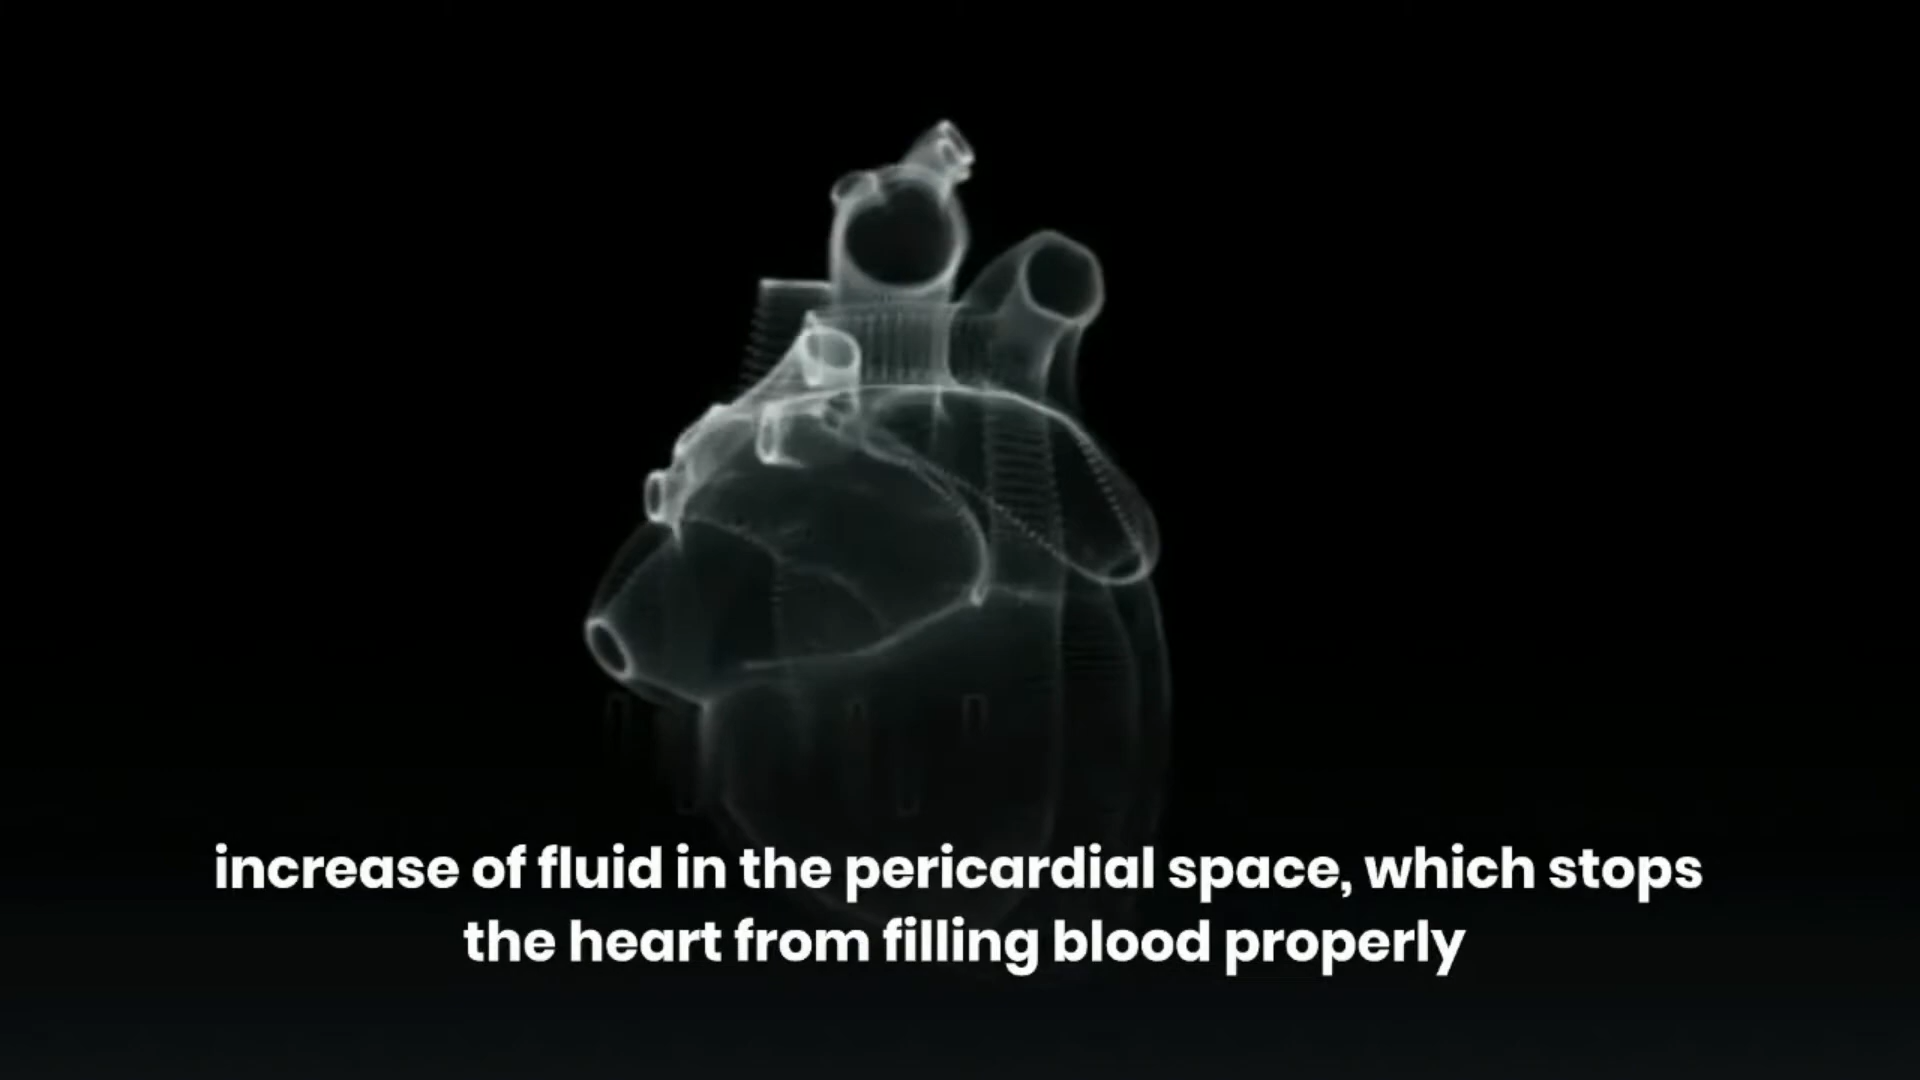 increase of fluid in the pericardial space, which stops
the heart from filling blood properly